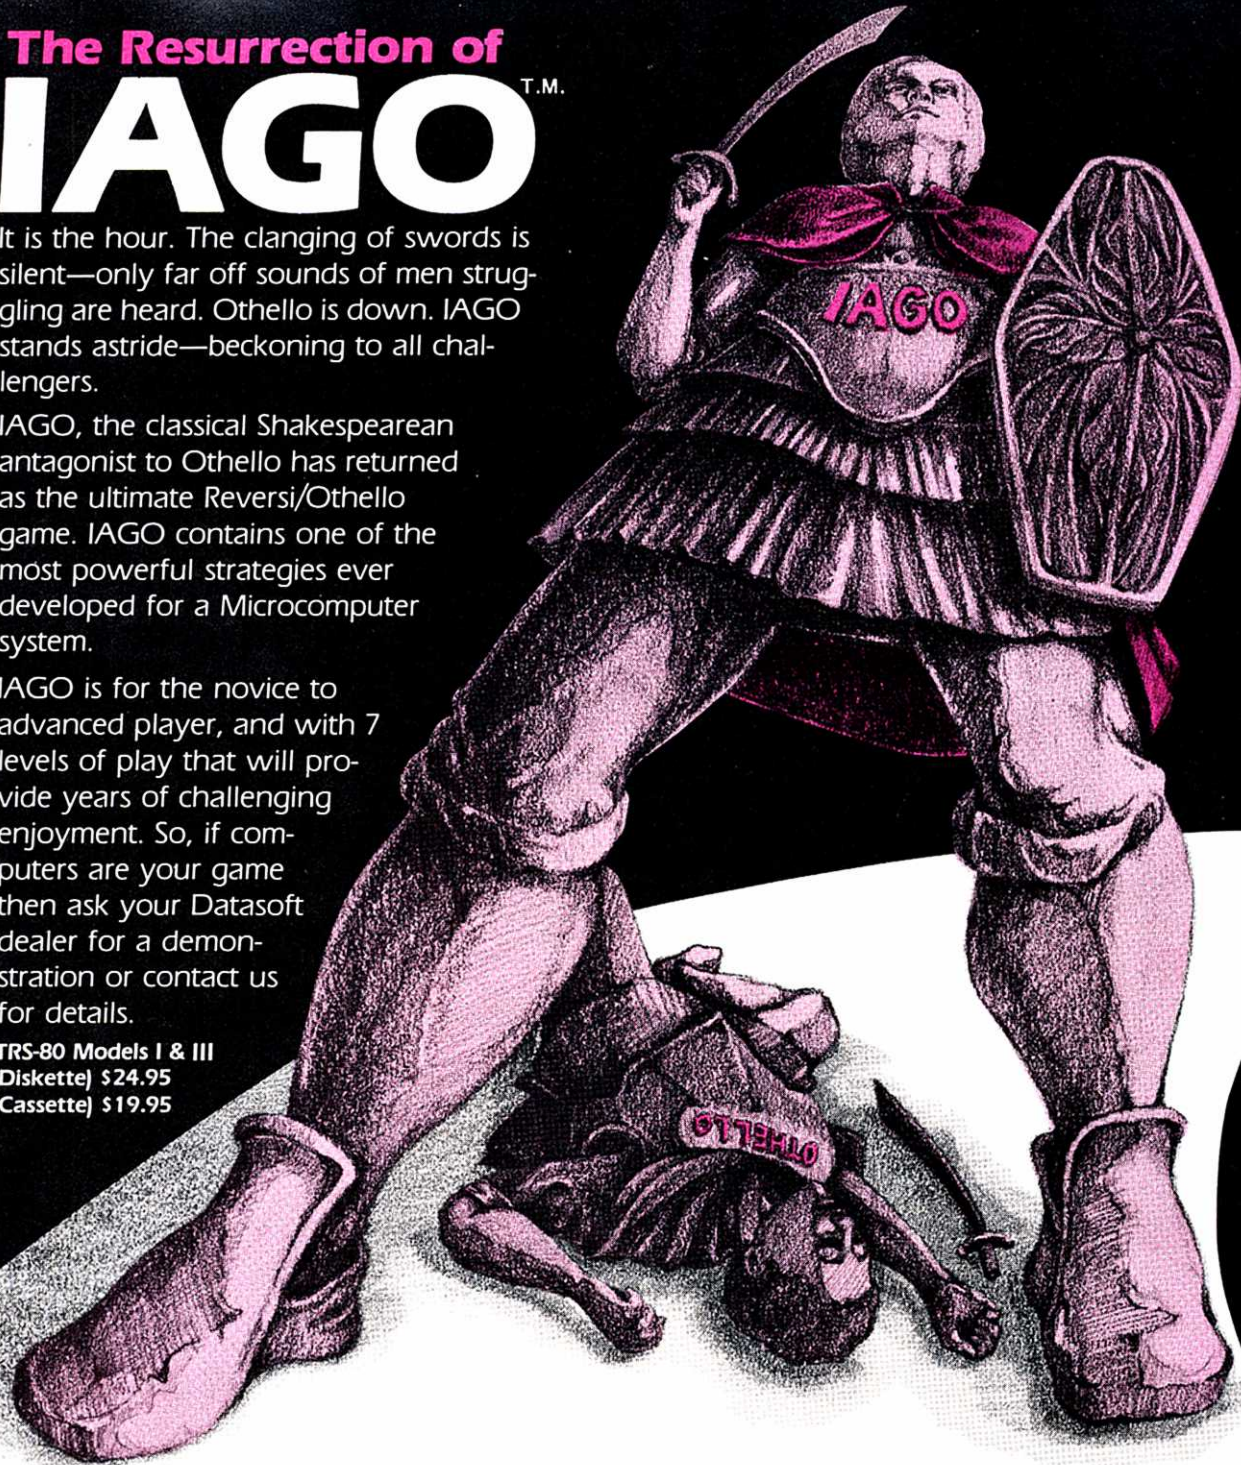 The Resurrection of
IAGO T.M.
It is the hour. The clanging of swords is
silent—only far off sounds of men strug-
gling are heard. Othello is down. IAGO
stands astride—beckoning to all chal-
lengers.
IAGO, the classical Shakespearean
antagonist to Othello has returned
as the ultimate Reversi/Othello
game. IAGO contains one of the
most powerful strategies ever
developed for a Microcomputer
system.
IAGO is for the novice to
advanced player, and with 7
levels of play that will pro-
vide years of challenging
enjoyment. So, if com-
puters are your game
then ask your Datasoft
dealer for a demon-
stration or contact us
for details.
TRS-80 Models I & III
Diskette) $24.95
Cassette) $19.95
IAGO
OTHELLO